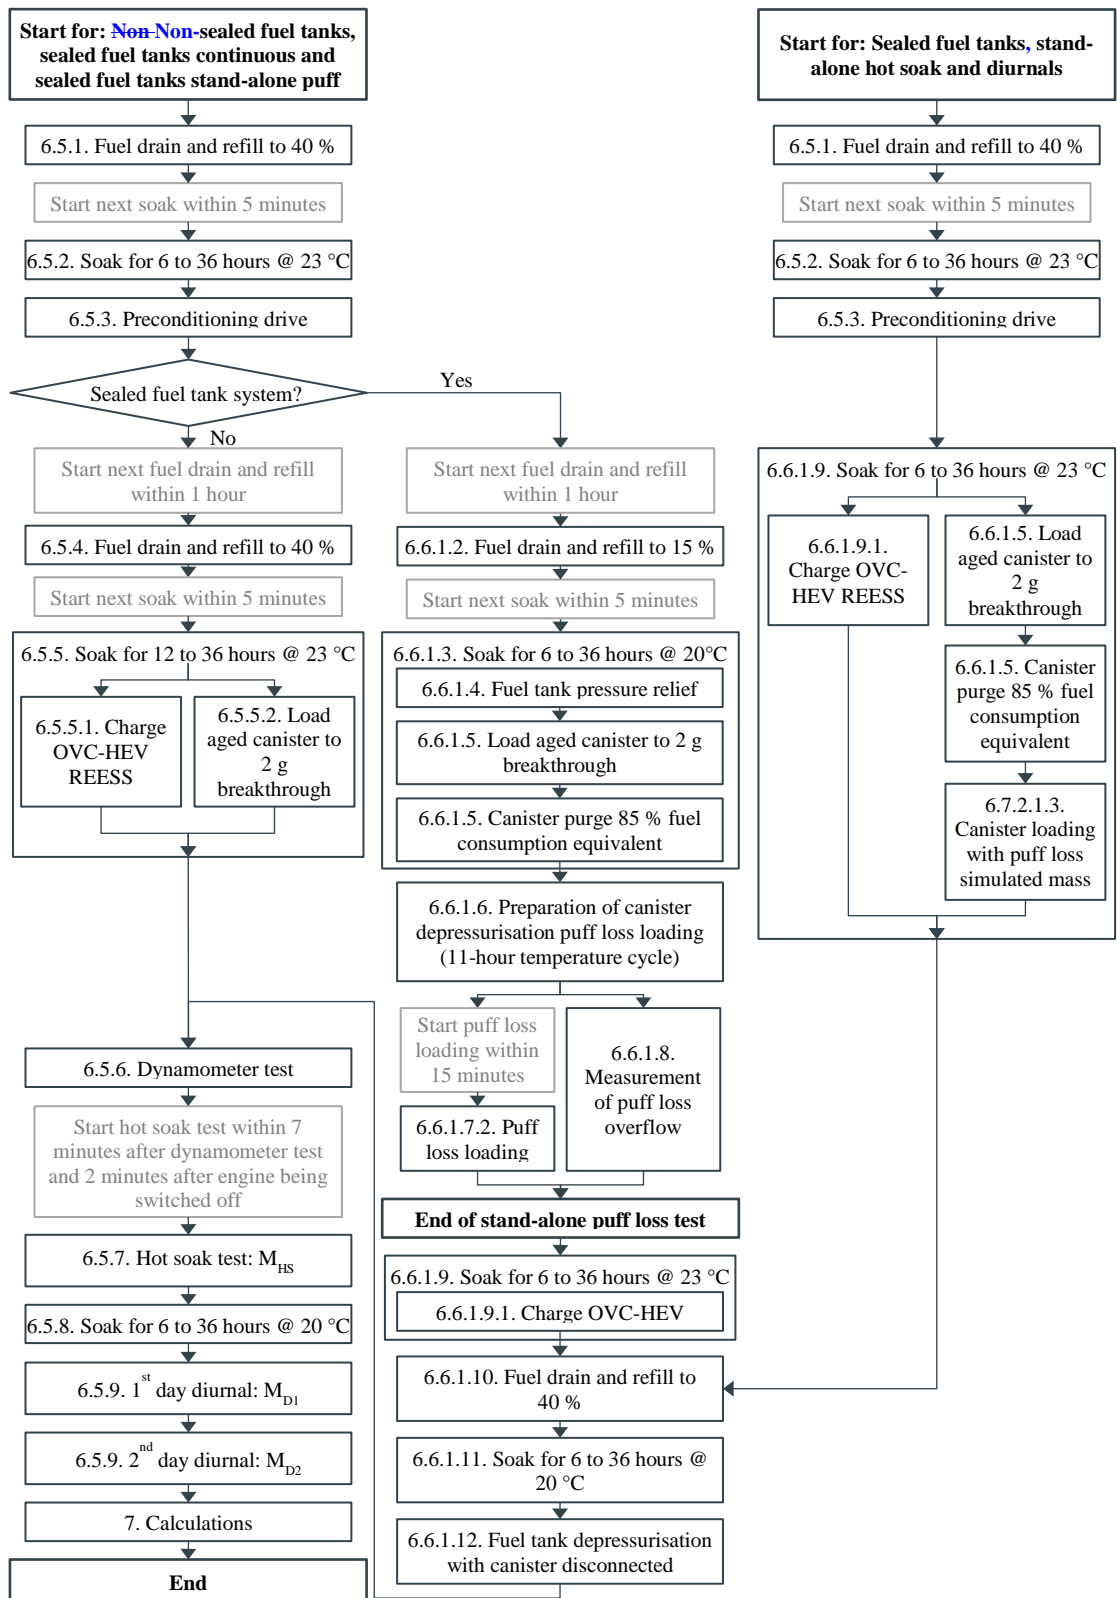 Start for: Non Non-sealed fuel tanks,
sealed fuel tanks continuous and
sealed fuel tanks stand-alone puff
6.5.1. Fuel drain and refill to 40 %
Start next soak within 5 minutes
6.5.2. Soak for 6 to 36 hours @ 23 °C
6.5.3. Preconditioning drive
Sealed fuel tank system?
Yes
No
Start next fuel drain and refill
within 1 hour
6.5.4. Fuel drain and refill to 40 %
Start next soak within 5 minutes
6.5.5. Soak for 12 to 36 hours @ 23 °C
6.5.5.1. Charge
OVC-HEV
REESS
6.5.5.2. Load
aged canister to
2 g
breakthrough
6.5.6. Dynamometer test
Start hot soak test within 7
minutes after dynamometer test
and 2 minutes after engine being
switched off
6.5.7. Hot soak test: M_HS
6.5.8. Soak for 6 to 36 hours @ 20 °C
6.5.9. 1st day diurnal: M_D1
6.5.9. 2nd day diurnal: M_D2
7. Calculations
End
Start next fuel drain and refill
within 1 hour
6.6.1.2. Fuel drain and refill to 15 %
Start next soak within 5 minutes
6.6.1.3. Soak for 6 to 36 hours @ 20°C
6.6.1.4. Fuel tank pressure relief
6.6.1.5. Load aged canister to 2 g
breakthrough
6.6.1.5. Canister purge 85 % fuel
consumption equivalent
6.6.1.6. Preparation of canister
depressurisation puff loss loading
(11-hour temperature cycle)
Start puff loss
loading within
15 minutes
6.6.1.7.2. Puff
loss loading
6.6.1.8.
Measurement
of puff loss
overflow
End of stand-alone puff loss test
6.6.1.9. Soak for 6 to 36 hours @ 23 °C
6.6.1.9.1. Charge OVC-HEV
6.6.1.10. Fuel drain and refill to
40 %
6.6.1.11. Soak for 6 to 36 hours @
20 °C
6.6.1.12. Fuel tank depressurisation
with canister disconnected
Start for: Sealed fuel tanks, stand-
alone hot soak and diurnals
6.5.1. Fuel drain and refill to 40 %
Start next soak within 5 minutes
6.5.2. Soak for 6 to 36 hours @ 23 °C
6.5.3. Preconditioning drive
6.6.1.9. Soak for 6 to 36 hours @ 23 °C
6.6.1.9.1.
Charge OVC-
HEV REESS
6.6.1.5. Load
aged canister to
2 g
breakthrough
6.6.1.5. Canister
purge 85 % fuel
consumption
equivalent
6.7.2.1.3.
Canister loading
with puff loss
simulated mass